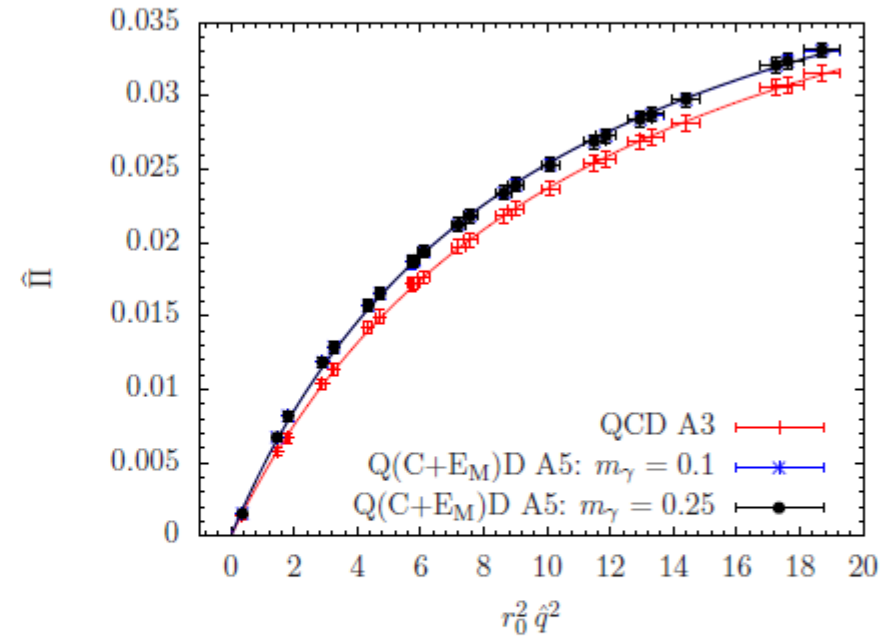 0.035
0.03
0.025
0.02
0.015
0.01
0.005
0
Π̂
QCD A3
Q(C+E_M)D A5: m_γ = 0.1
Q(C+E_M)D A5: m_γ = 0.25
0 2 4 6 8 10 12 14 16 18 20
r_0^2 q̂^2